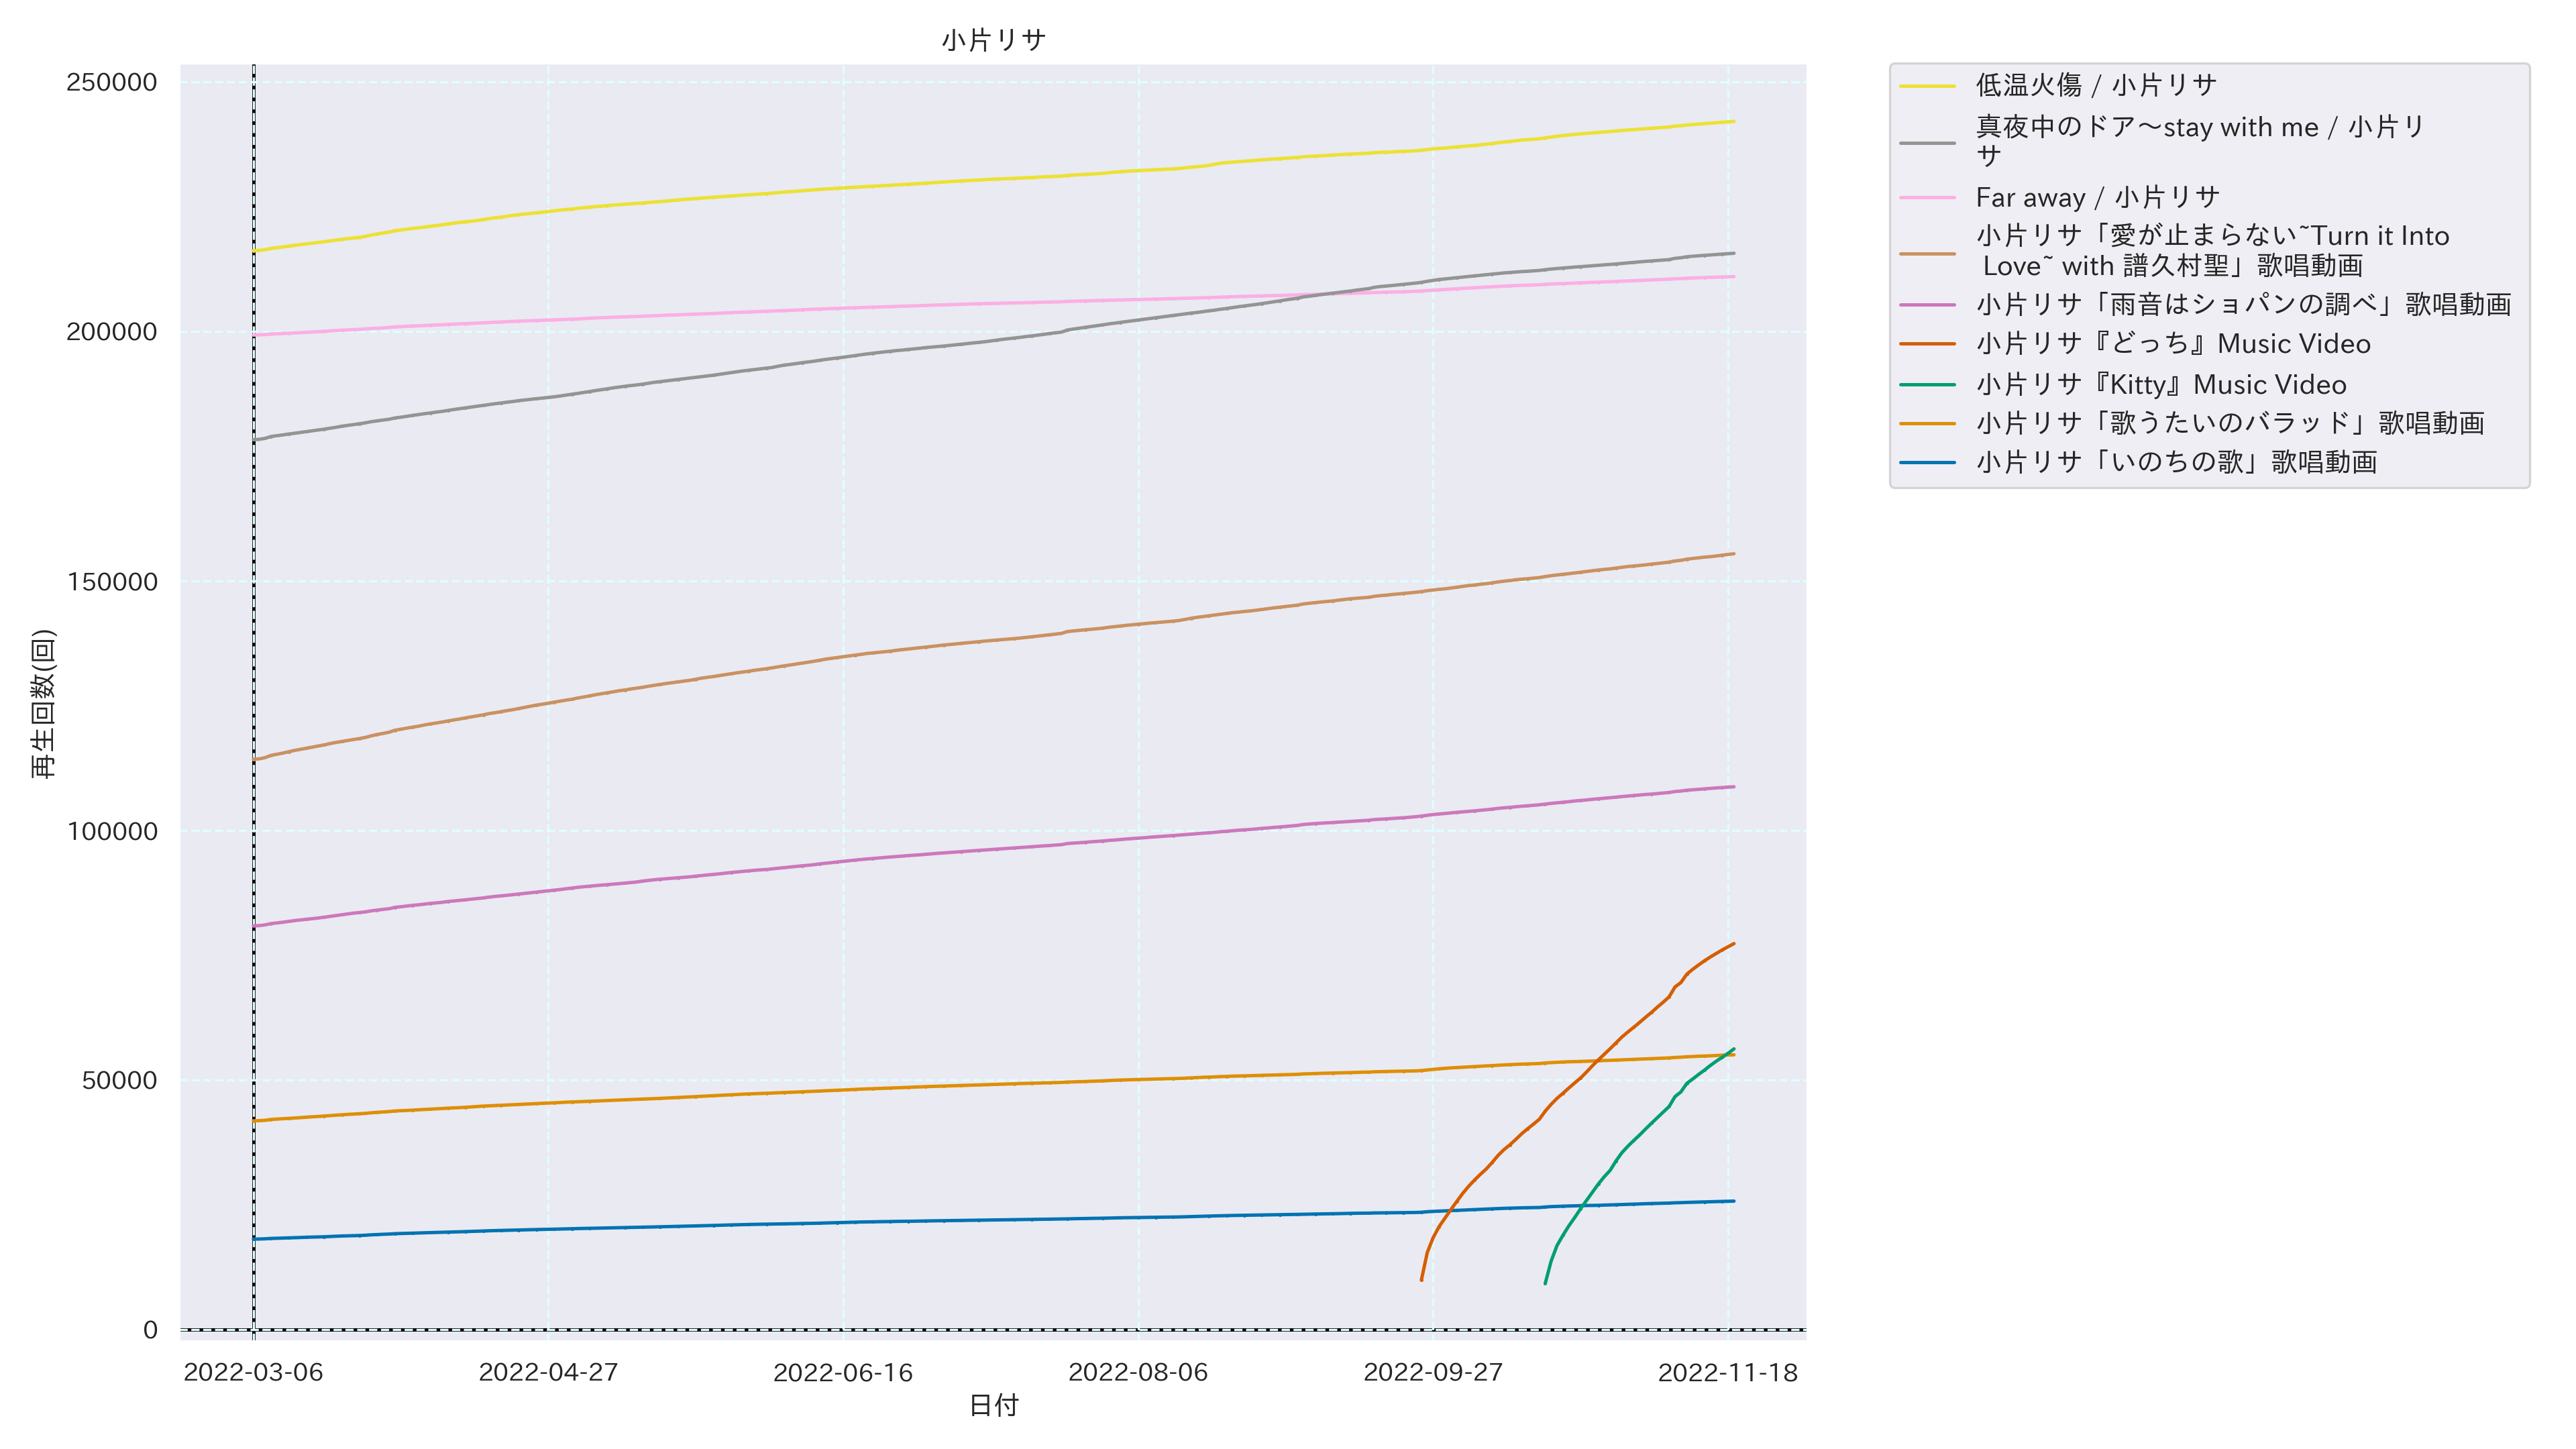 小片リサ
250000
200000
150000
100000
50000
0
再生回数(回)
2022-03-06
2022-04-27
2022-06-16
2022-08-06
2022-09-27
2022-11-18
日付
低温火傷 / 小片リサ
真夜中のドア〜stay with me / 小片リ
サ
Far away / 小片リサ
小片リサ「愛が止まらない~Turn it Into
Love~ with 譜久村聖」歌唱動画
小片リサ「雨音はショパンの調べ」歌唱動画
小片リサ『どっち』Music Video
小片リサ『Kitty』Music Video
小片リサ「歌うたいのバラッド」歌唱動画
小片リサ「いのちの歌」歌唱動画